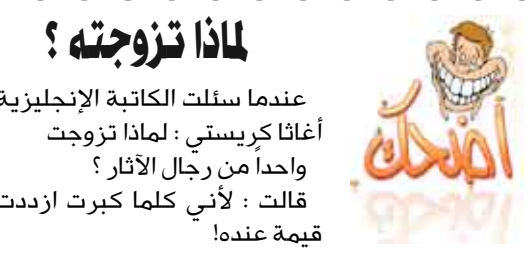 لماذا تزوجته ؟
أضحك
عندما سئلت الكاتبة الإنجليزية
أغاثا كريستي : لماذا تزوجت
واحداً من رجال الآثار ؟
قالت : لأني كلما كبرت ازددت
قيمة عنده!